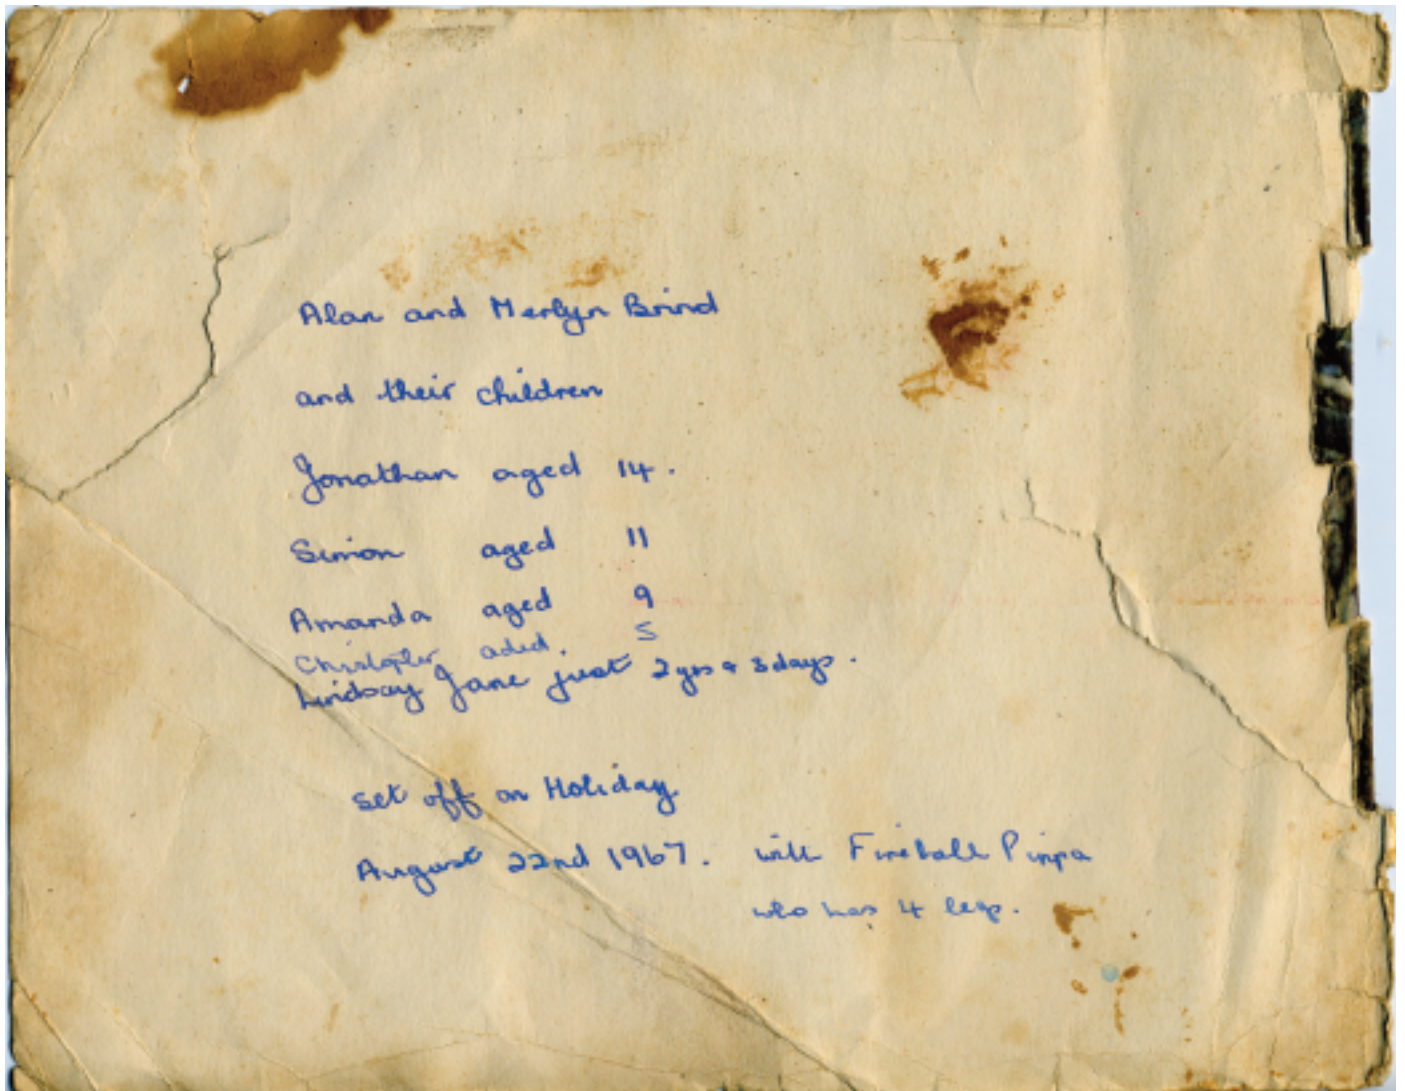 Alan and Merlyn Brind
and their children
Jonathan aged 14.
Simon aged 11
Amanda aged 9
Christopher aged. 5
Lindsay Jane just 2 yrs & 3 days.
Set off on Holiday
August 22nd 1967. with Fireball Pippa
who has 4 legs.